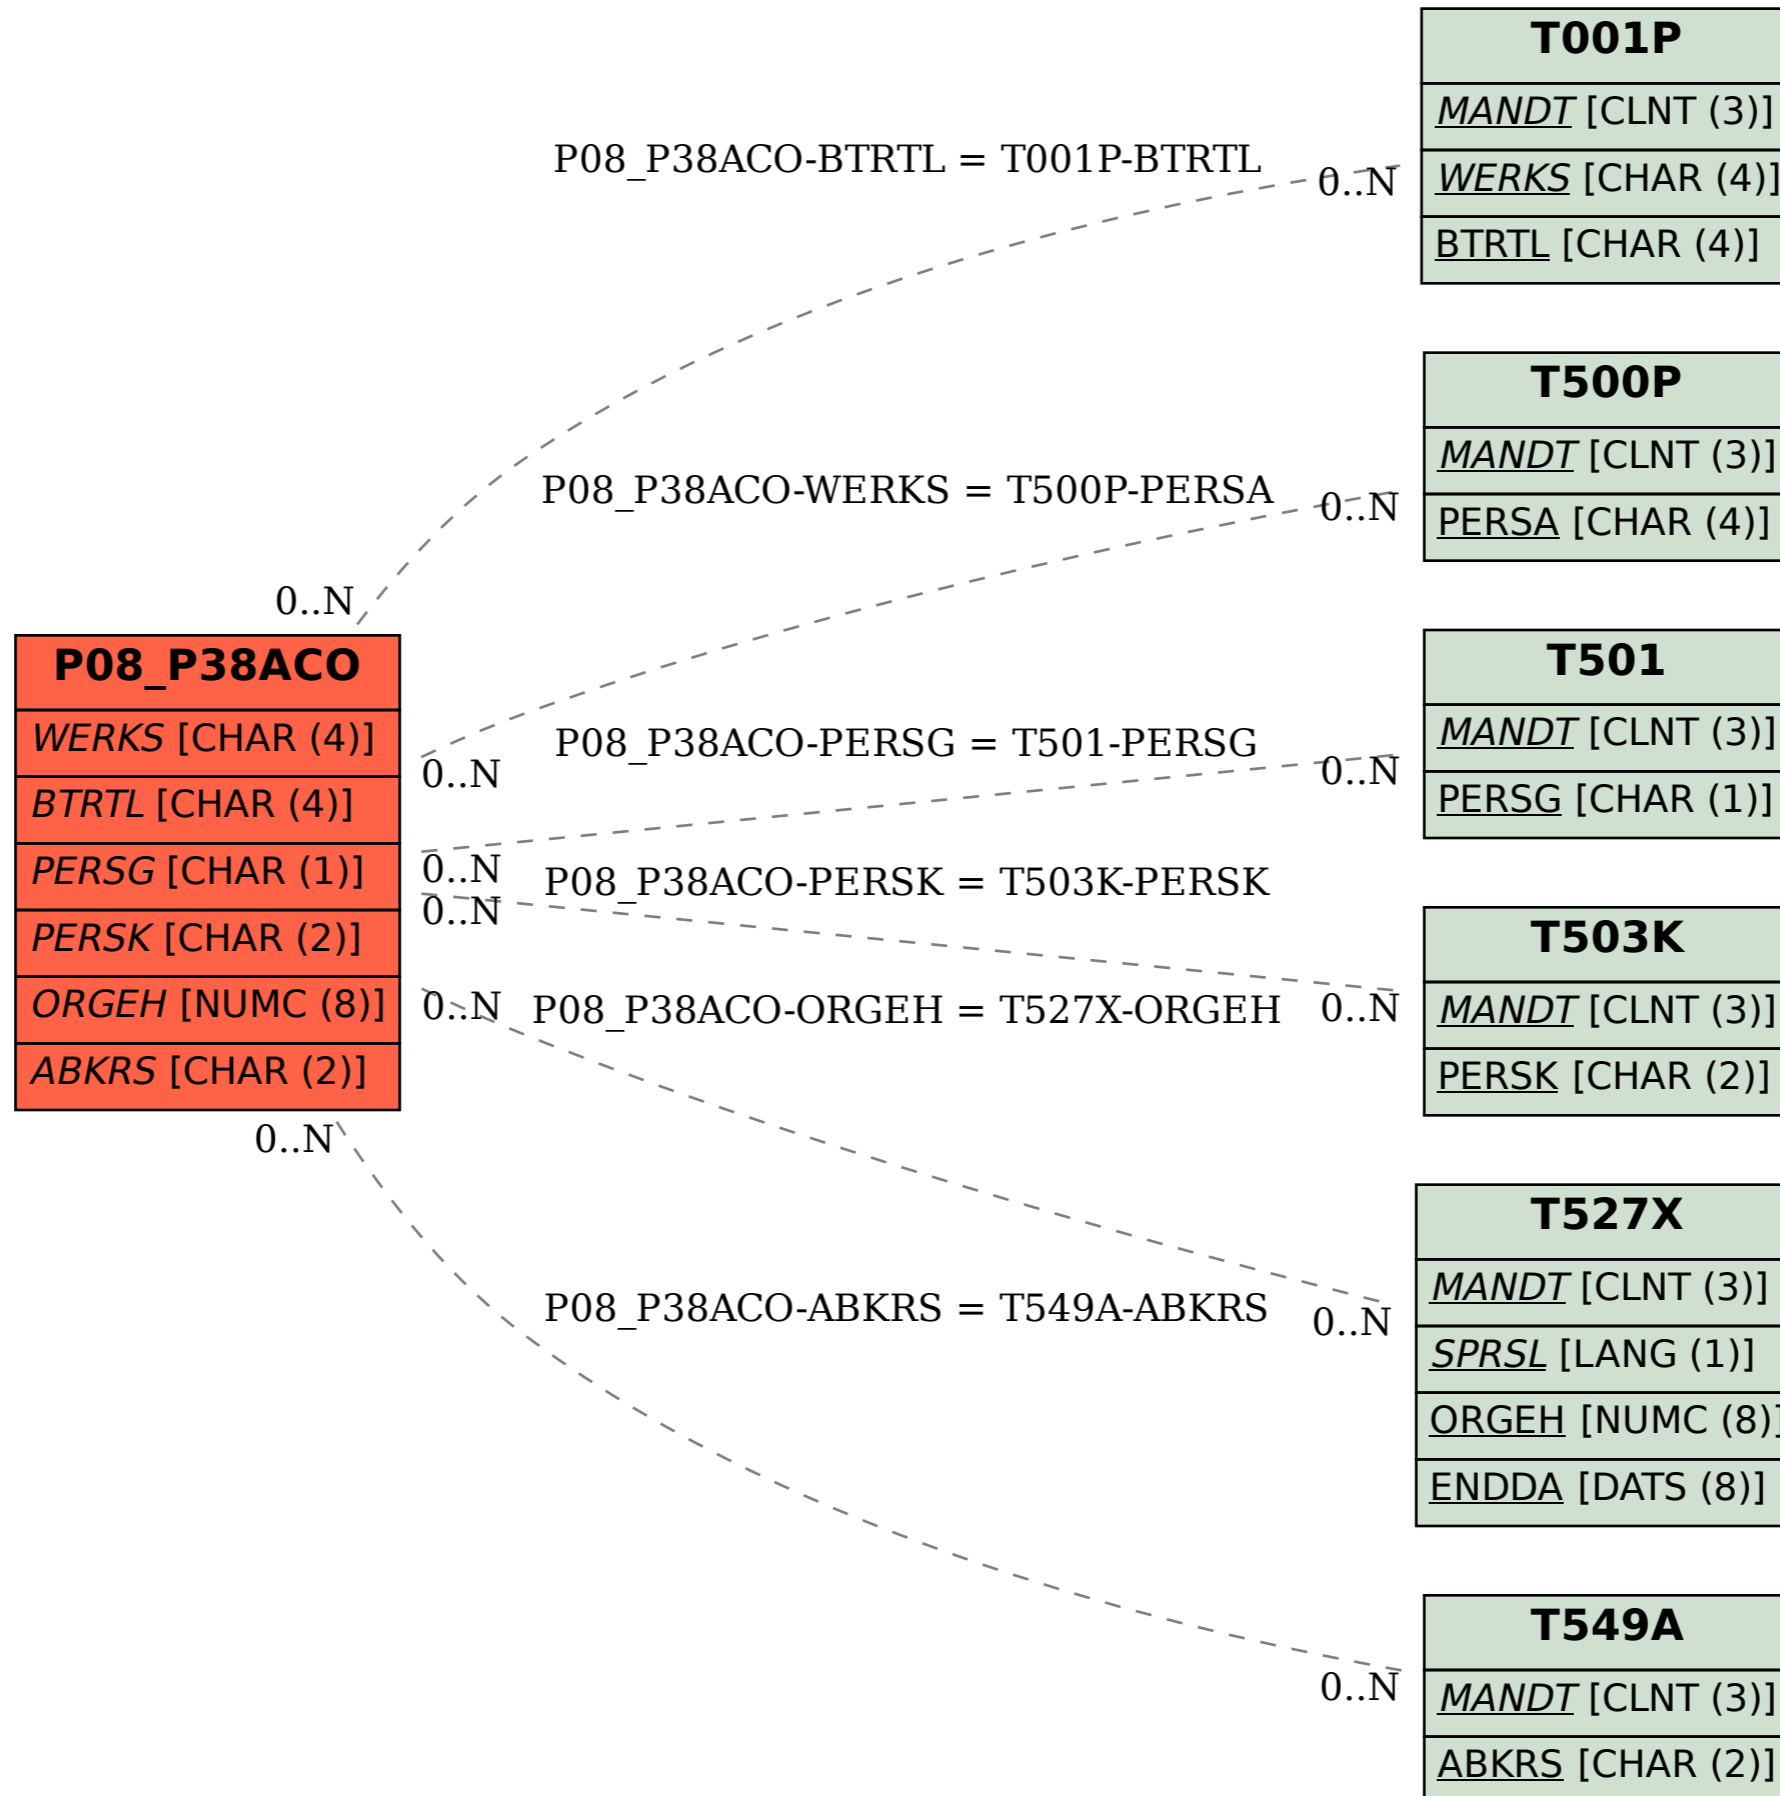 T001P
MANDT [CLNT (3)]
WERKS [CHAR (4)]
BTRTL [CHAR (4)]
P08_P38ACO-BTRTL = T001P-BTRTL
0..N
0..N
T500P
MANDT [CLNT (3)]
PERSA [CHAR (4)]
P08_P38ACO-WERKS = T500P-PERSA
0..N
0..N
P08_P38ACO
WERKS [CHAR (4)]
BTRTL [CHAR (4)]
PERSG [CHAR (1)]
PERSK [CHAR (2)]
ORGEH [NUMC (8)]
ABKRS [CHAR (2)]
T501
MANDT [CLNT (3)]
PERSG [CHAR (1)]
P08_P38ACO-PERSG = T501-PERSG
0..N
0..N
P08_P38ACO-PERSK = T503K-PERSK
0..N
0..N
T503K
MANDT [CLNT (3)]
PERSK [CHAR (2)]
0..N
P08_P38ACO-ORGEH = T527X-ORGEH
0..N
T527X
MANDT [CLNT (3)]
SPRSL [LANG (1)]
ORGEH [NUMC (8)]
ENDDA [DATS (8)]
0..N
P08_P38ACO-ABKRS = T549A-ABKRS
0..N
T549A
MANDT [CLNT (3)]
ABKRS [CHAR (2)]